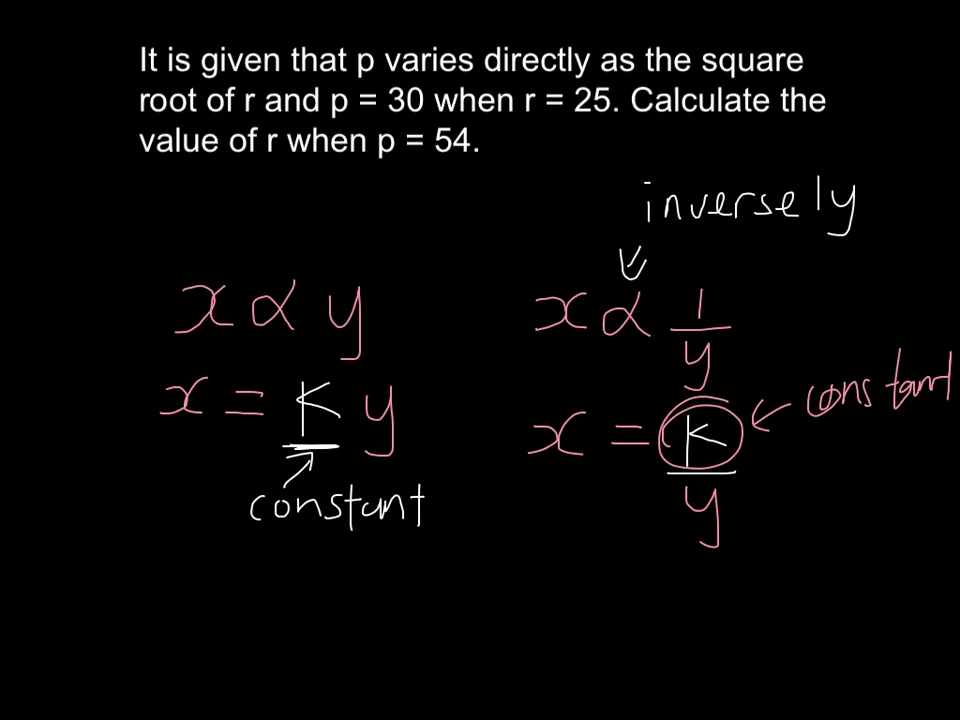 It is given that p varies directly as the square
root of r and p = 30 when r = 25. Calculate the
value of r when p = 54.
inversely
x ∝ y
x = K y
constant
x ∝ 1/y
x = K/y
constant